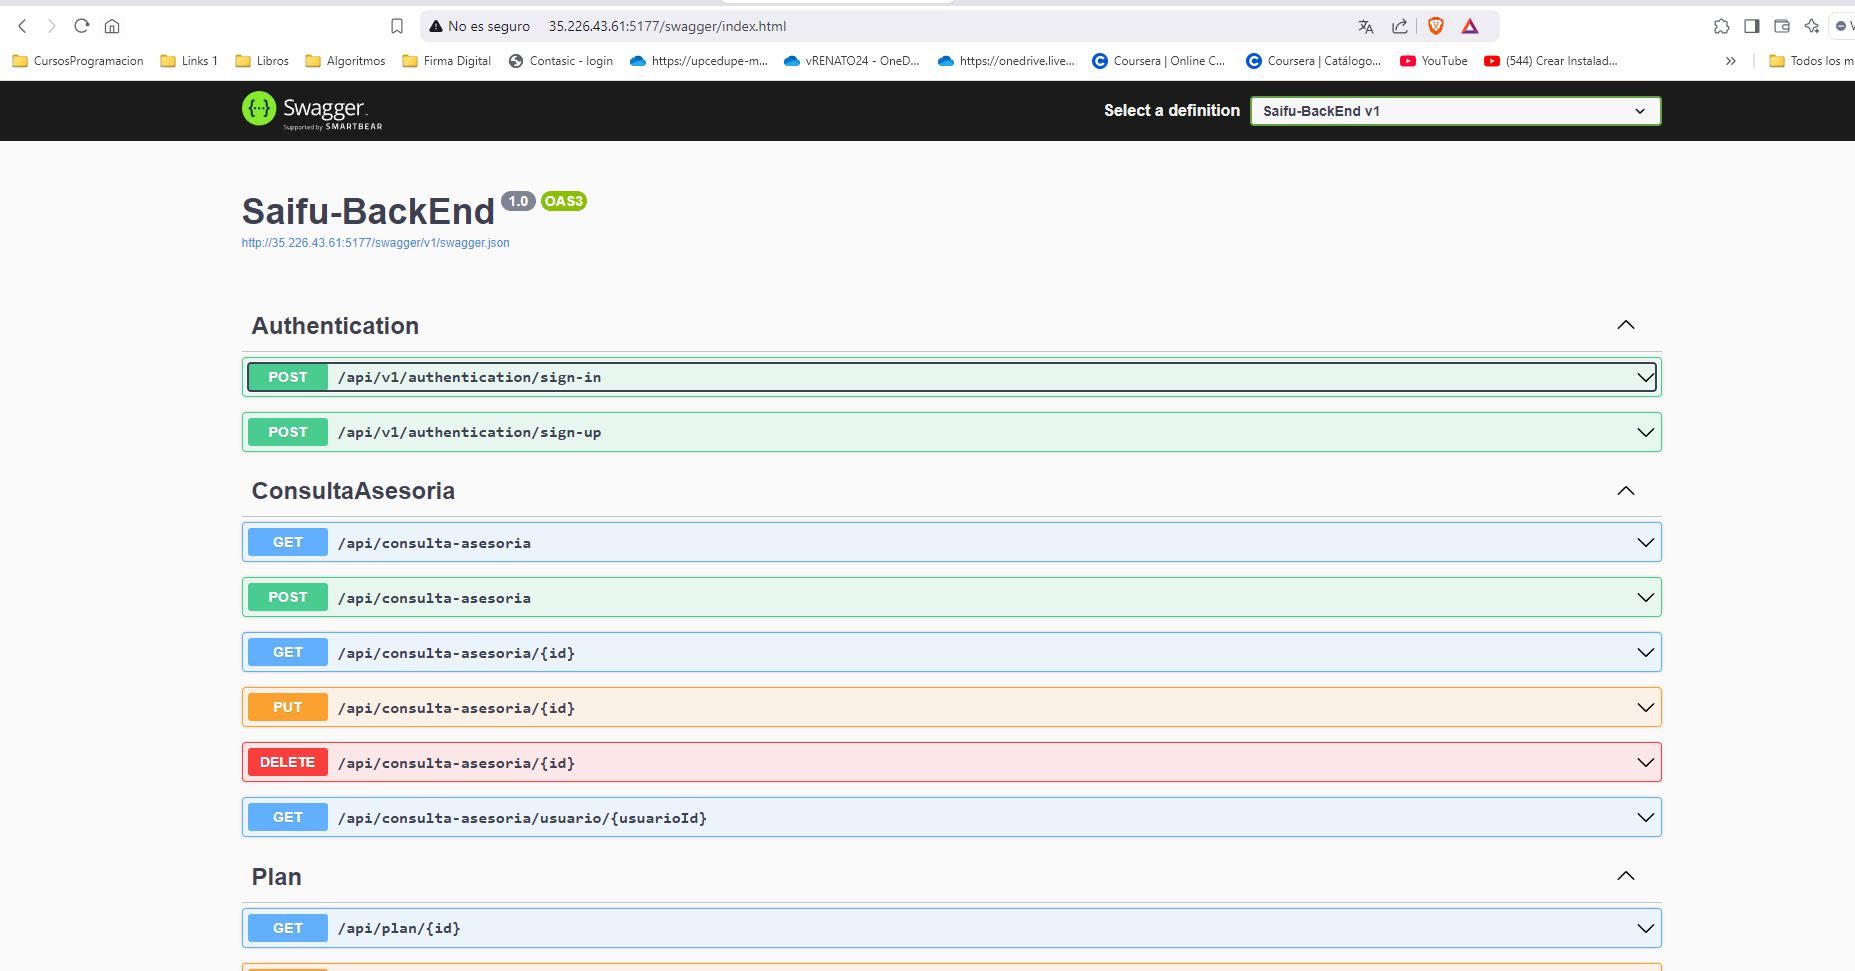 No es seguro 35.226.43.61:5177/swagger/index.html
CursosProgramacion Links 1 Libros Algoritmos Firma Digital Contasic - login https://upcedupe-m... vRENATO24 - OneD... https://onedrive.live... Coursera | Online C... Coursera | Catálogo... YouTube (544) Crear Instalad... Todos los m
Swagger
Supported by SMARTBEAR
Select a definition Saifu-BackEnd v1
Saifu-BackEnd 1.0 OAS3
http://35.226.43.61:5177/swagger/v1/swagger.json
Authentication
POST /api/v1/authentication/sign-in
POST /api/v1/authentication/sign-up
ConsultaAsesoria
GET /api/consulta-asesoria
POST /api/consulta-asesoria
GET /api/consulta-asesoria/{id}
PUT /api/consulta-asesoria/{id}
DELETE /api/consulta-asesoria/{id}
GET /api/consulta-asesoria/usuario/{usuarioId}
Plan
GET /api/plan/{id}